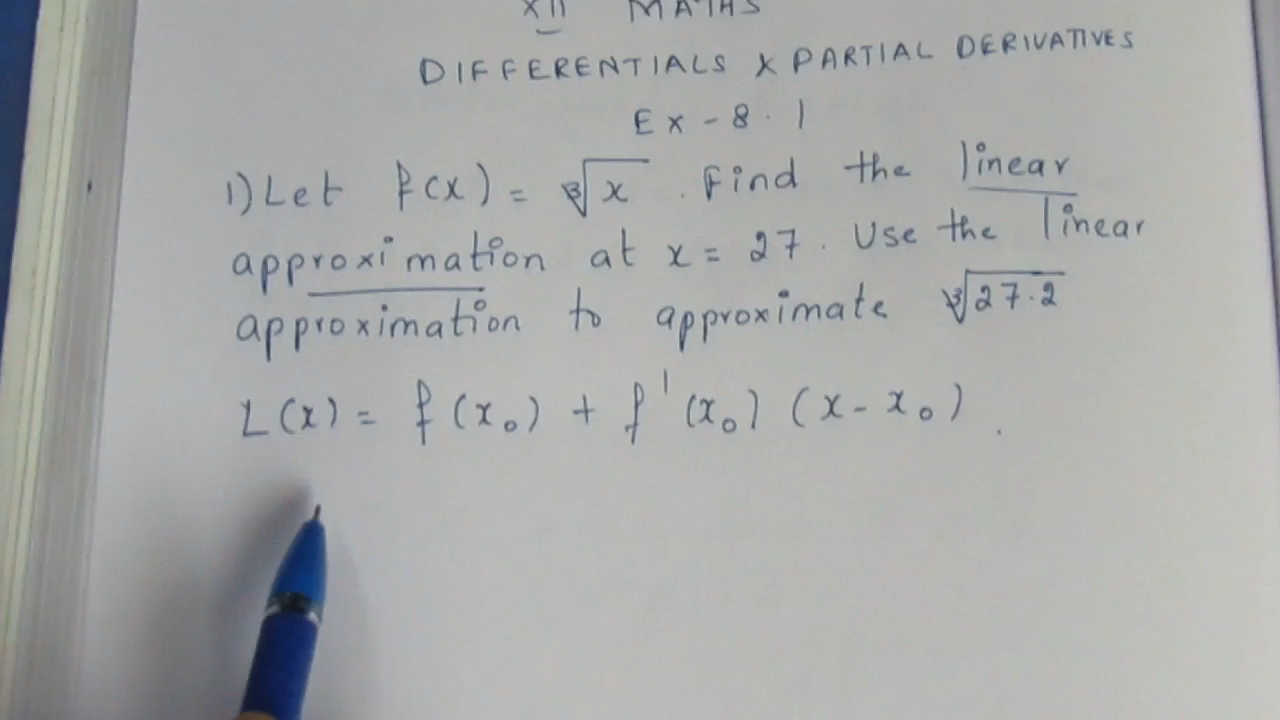 XII MATHS
DIFFERENTIALS & PARTIAL DERIVATIVES
Ex - 8.1
1) Let f(x) = ∛x . Find the linear
approximation at x = 27. Use the linear
approximation to approximate ∛27.2
L(x) = f(x₀) + f'(x₀) (x - x₀) .